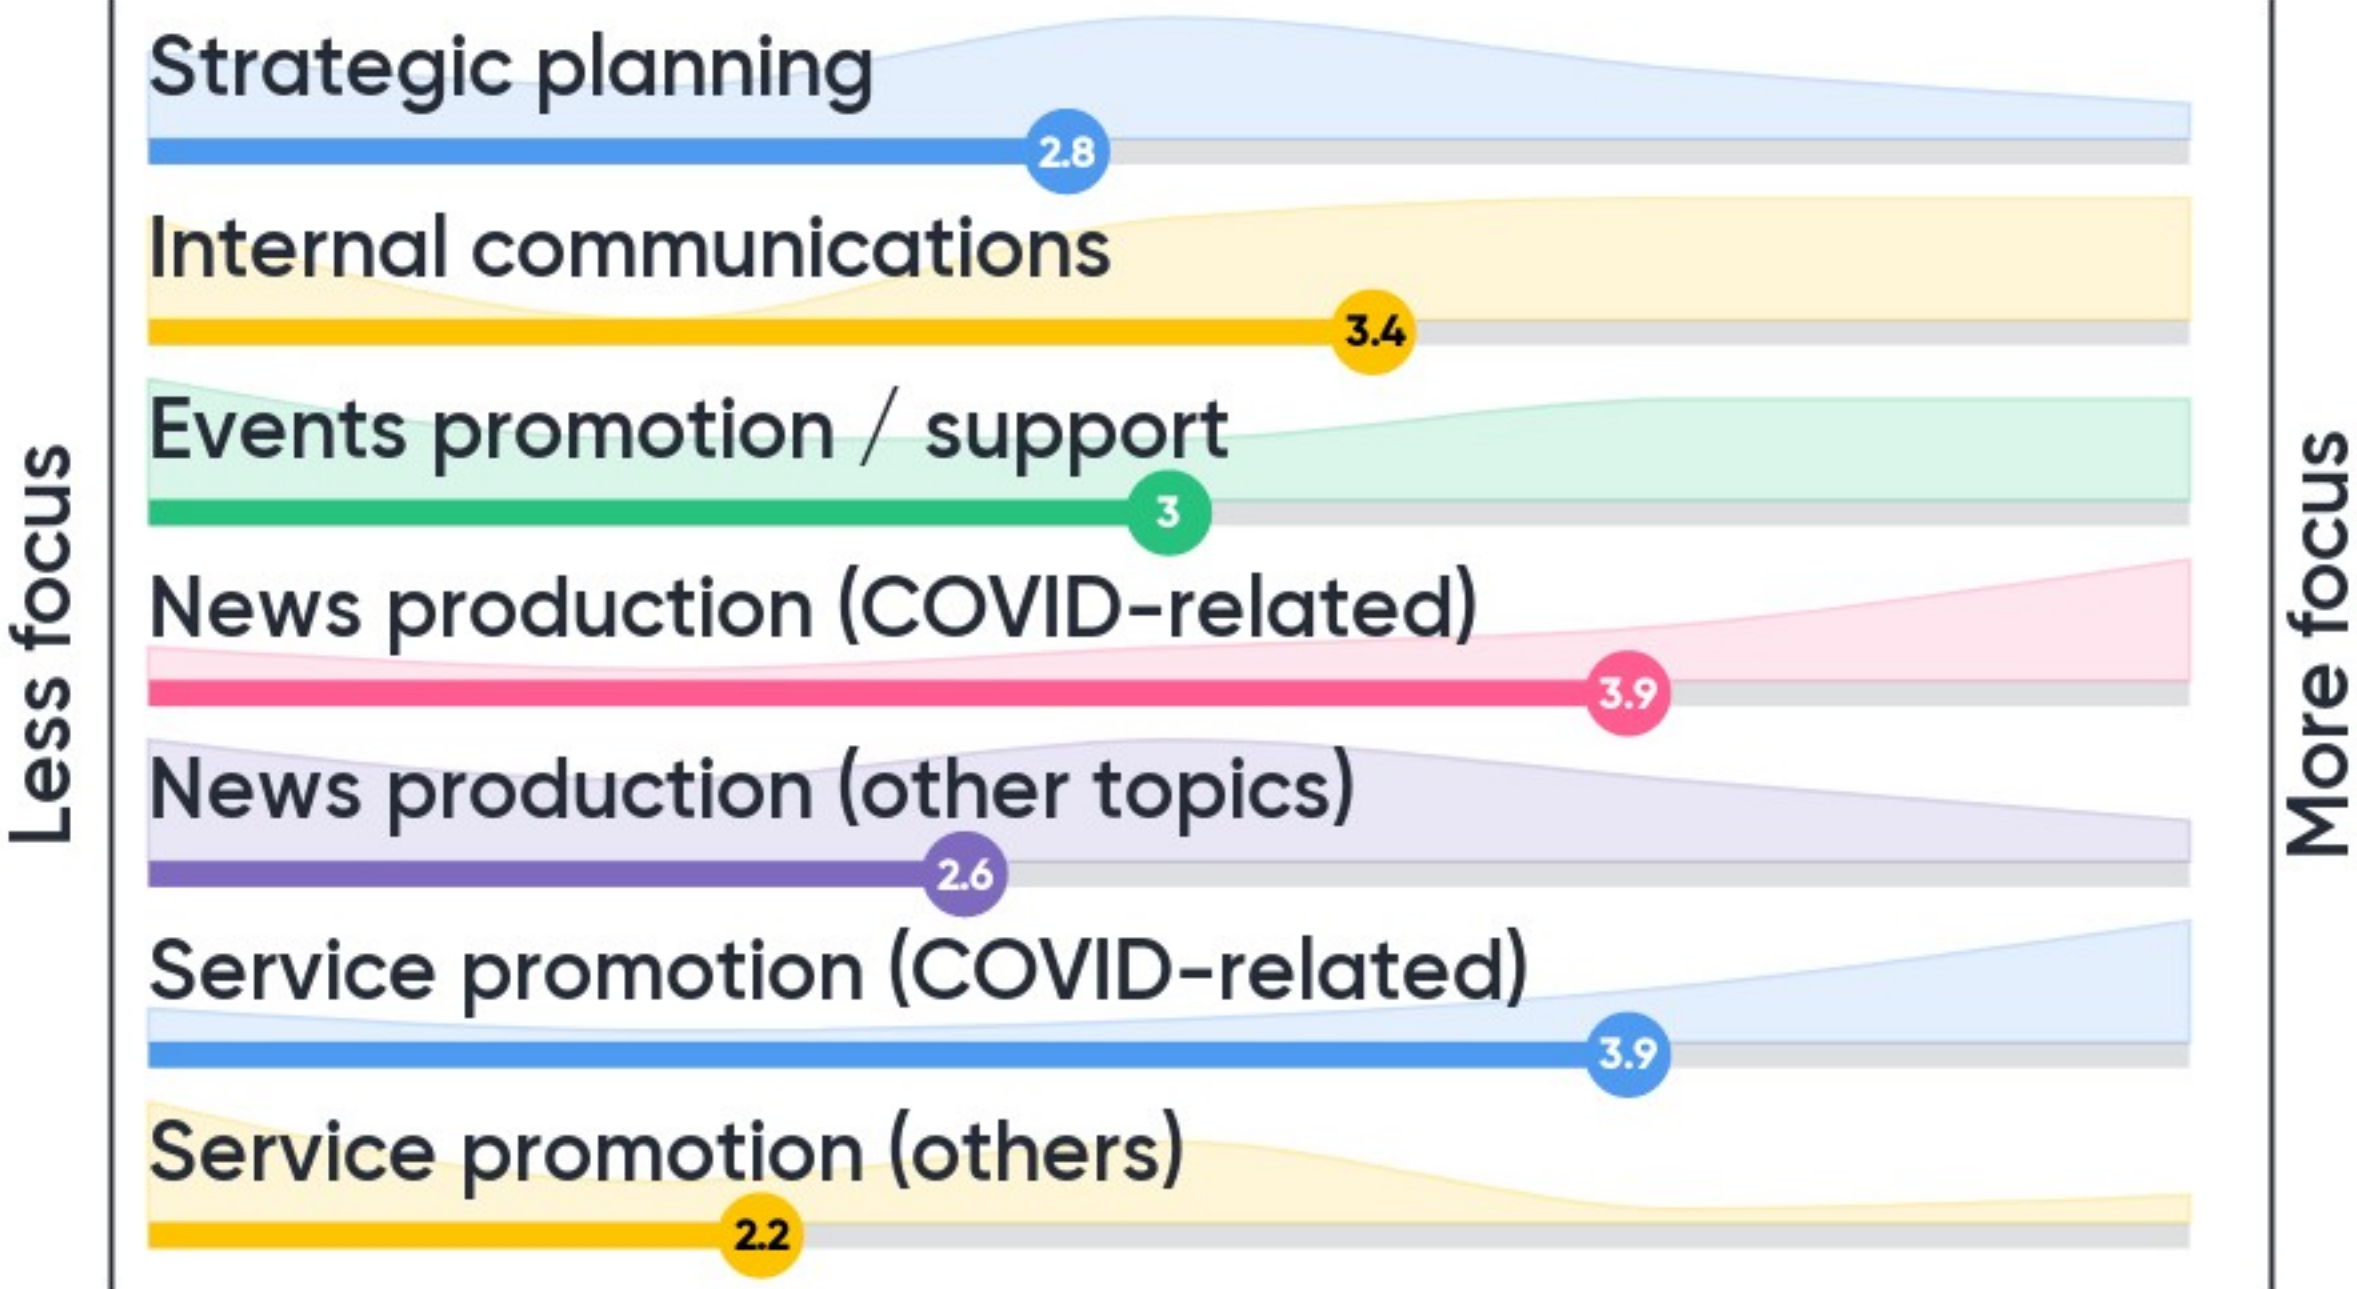 Less focus
Strategic planning
2.8
Internal communications
3.4
Events promotion / support
3
News production (COVID-related)
3.9
News production (other topics)
2.6
Service promotion (COVID-related)
3.9
Service promotion (others)
2.2
More focus